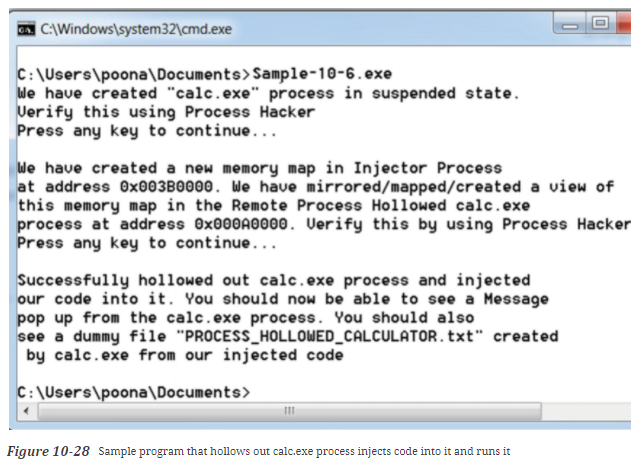 C:\Windows\system32\cmd.exe
C:\Users\poona\Documents>Sample-10-6.exe
We have created "calc.exe" process in suspended state.
Verify this using Process Hacker
Press any key to continue...
We have created a new memory map in Injector Process
at address 0x003B0000. We have mirrored/mapped/created a view of
this memory map in the Remote Process Hollowed calc.exe
process at address 0x000A0000. Verify this by using Process Hacker
Press any key to continue...
Successfully hollowed out calc.exe process and injected
our code into it. You should now be able to see a Message
pop up from the calc.exe process. You should also
see a dummy file "PROCESS_HOLLOWED_CALCULATOR.txt" created
by calc.exe from our injected code
C:\Users\poona\Documents>
Figure 10-28 Sample program that hollows out calc.exe process injects code into it and runs it